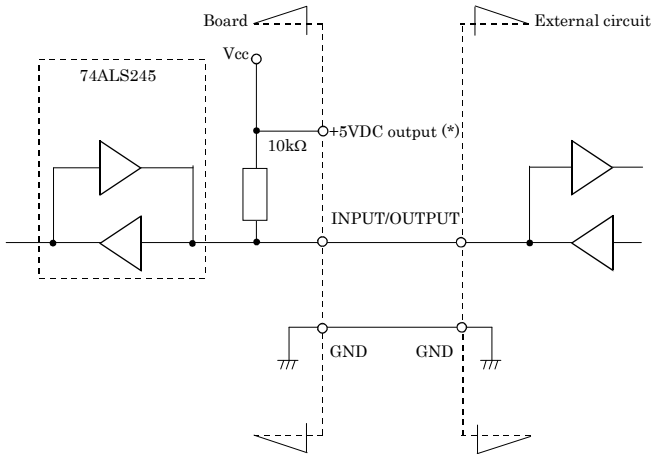 Board
External circuit
Vcc
74ALS245
+5VDC output (*)
10kΩ
INPUT/OUTPUT
GND
GND